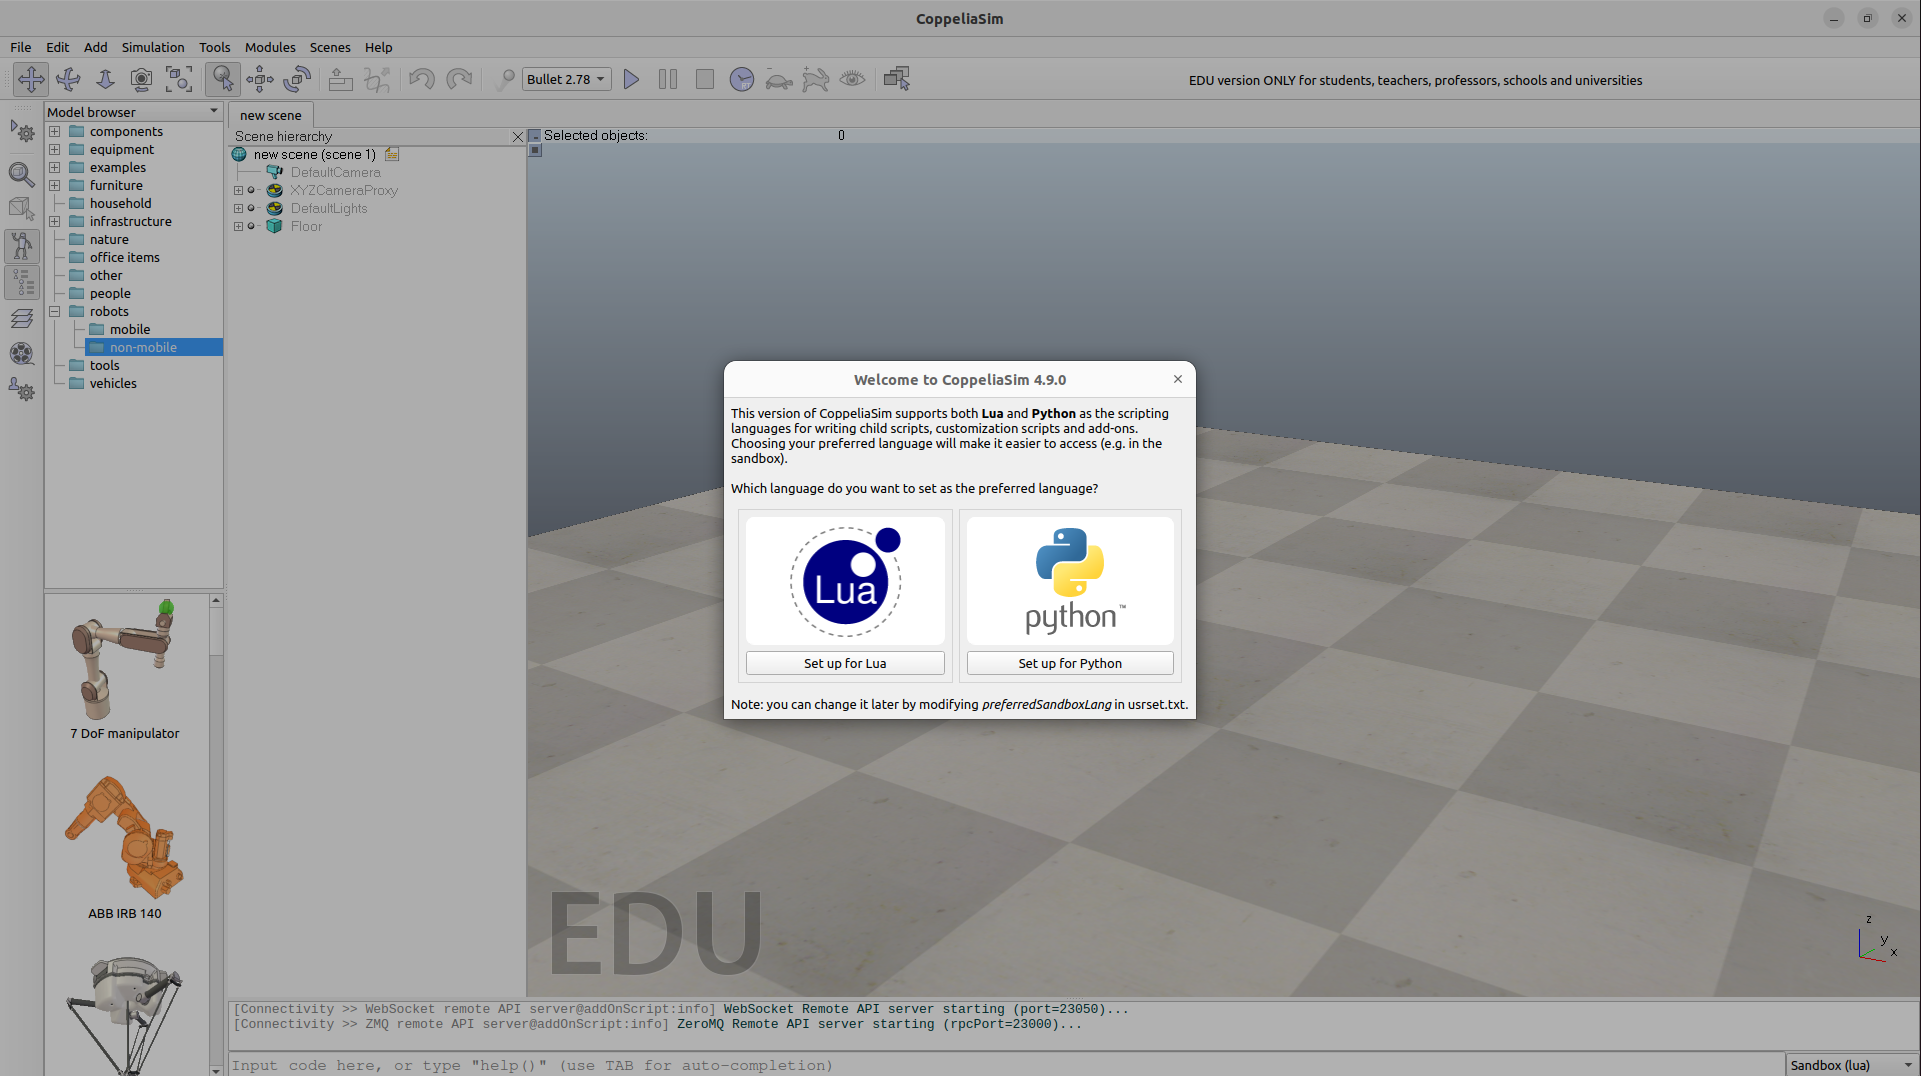 CoppeliaSim
File Edit Add Simulation Tools Modules Scenes Help
Bullet 2.78
EDU version ONLY for students, teachers, professors, schools and universities
Model browser
components
equipment
examples
furniture
household
infrastructure
nature
office items
other
people
robots
mobile
non-mobile
tools
vehicles
7 DoF manipulator
ABB IRB 140
new scene
Scene hierarchy
new scene (scene 1)
DefaultCamera
XYZCameraProxy
DefaultLights
Floor
Selected objects: 0
Welcome to CoppeliaSim 4.9.0
This version of CoppeliaSim supports both Lua and Python as the scripting
languages for writing child scripts, customization scripts and add-ons.
Choosing your preferred language will make it easier to access (e.g. in the
sandbox).
Which language do you want to set as the preferred language?
Lua
python™
Set up for Lua
Set up for Python
Note: you can change it later by modifying preferredSandboxLang in usrset.txt.
EDU
z
y
x
[Connectivity >> WebSocket remote API server@addOnScript:info] WebSocket Remote API server starting (port=23050)...
[Connectivity >> ZMQ remote API server@addOnScript:info] ZeroMQ Remote API server starting (rpcPort=23000)...
Input code here, or type "help()" (use TAB for auto-completion)
Sandbox (lua)